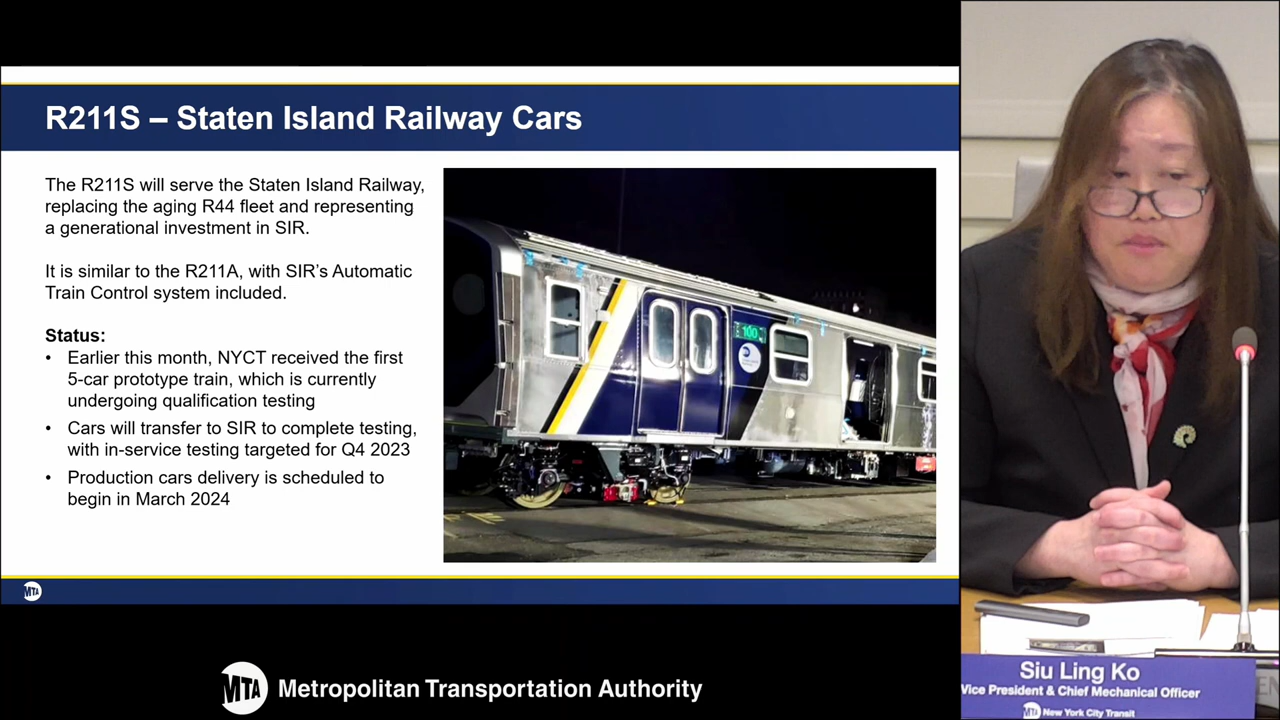 R211S – Staten Island Railway Cars
The R211S will serve the Staten Island Railway,
replacing the aging R44 fleet and representing
a generational investment in SIR.
It is similar to the R211A, with SIR's Automatic
Train Control system included.
Status:
• Earlier this month, NYCT received the first
5-car prototype train, which is currently
undergoing qualification testing
• Cars will transfer to SIR to complete testing,
with in-service testing targeted for Q4 2023
• Production cars delivery is scheduled to
begin in March 2024
100
MTA
MTA
Metropolitan Transportation Authority
Siu Ling Ko
Vice President & Chief Mechanical Officer
MTA New York City Transit